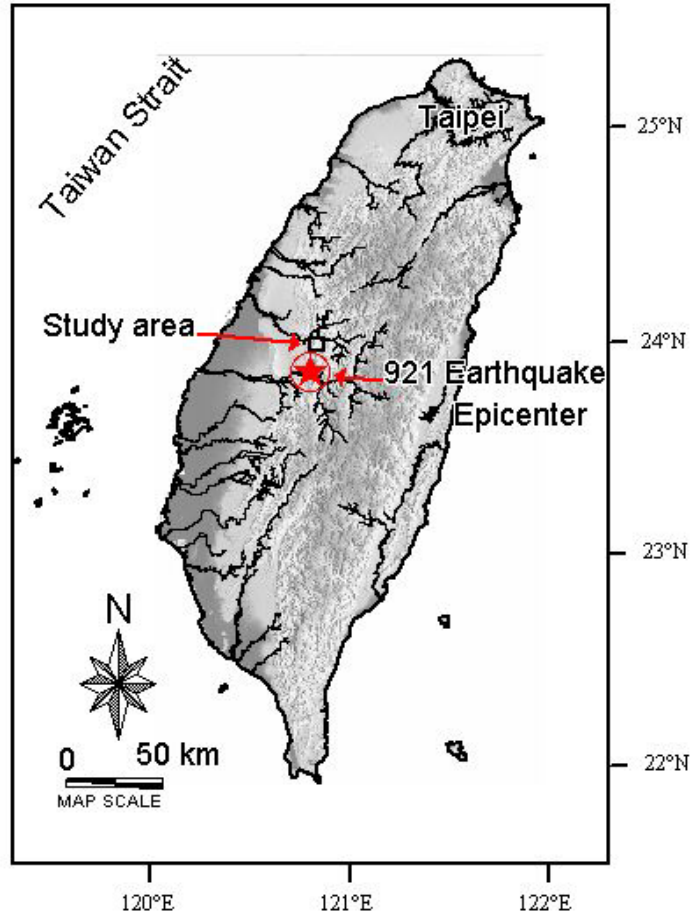 Taiwan Strait
Taipei
25°N
Study area
24°N
921 Earthquake
Epicenter
23°N
N
0 50 km
MAP SCALE
22°N
120°E
121°E
122°E